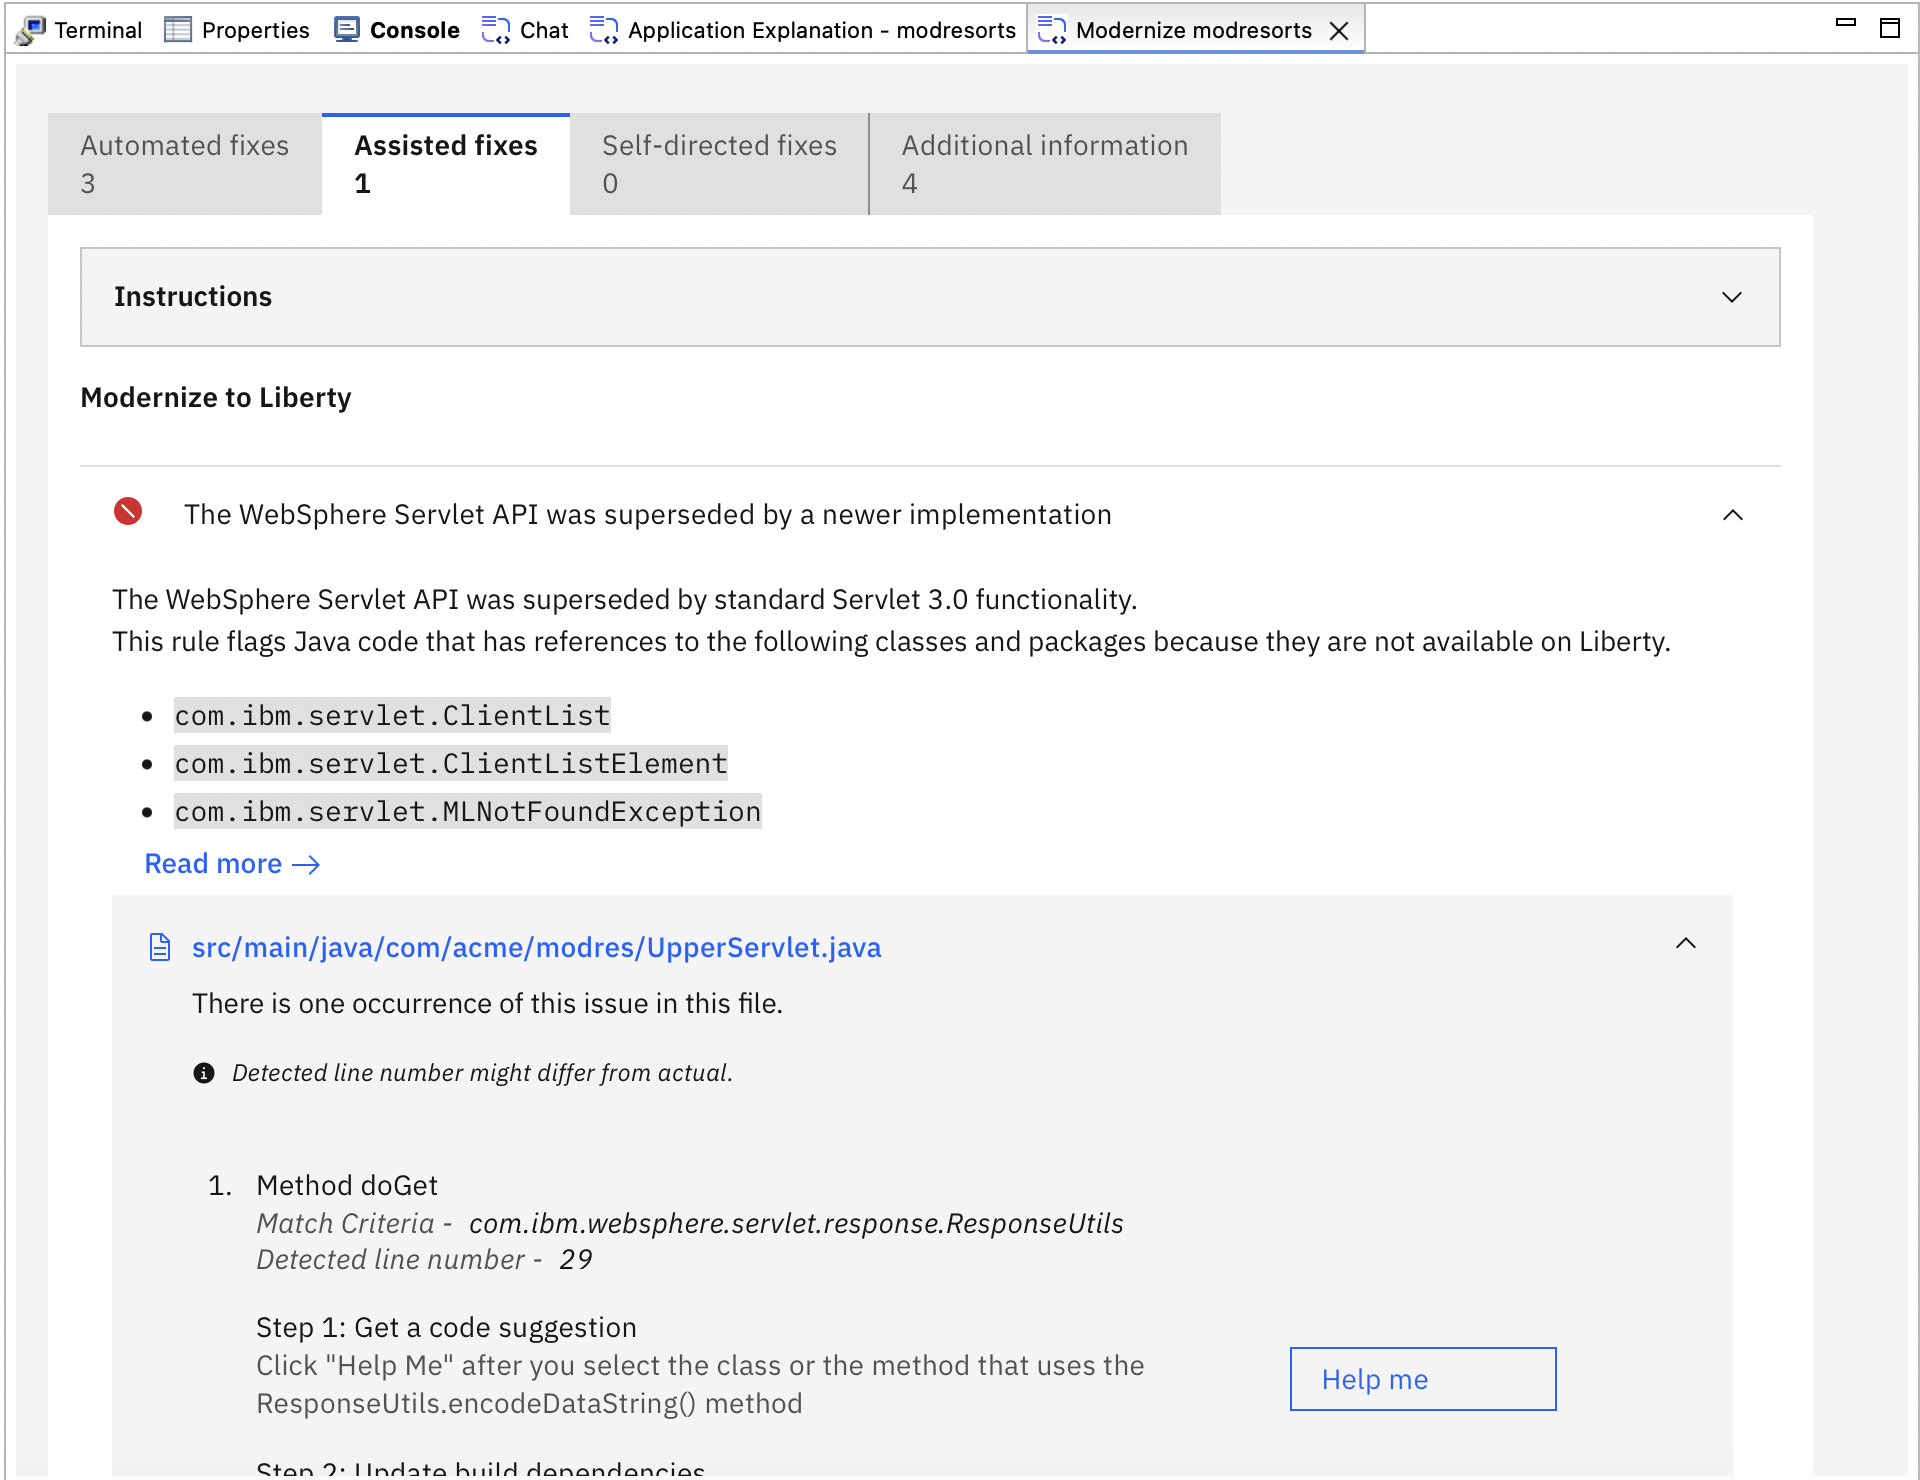 Terminal
Properties
Console
Chat
Application Explanation - modresorts
Modernize modresorts
Automated fixes
3
Assisted fixes
1
Self-directed fixes
0
Additional information
4
Instructions
Modernize to Liberty
The WebSphere Servlet API was superseded by a newer implementation
The WebSphere Servlet API was superseded by standard Servlet 3.0 functionality.
This rule flags Java code that has references to the following classes and packages because they are not available on Liberty.
com.ibm.servlet.ClientList
com.ibm.servlet.ClientListElement
com.ibm.servlet.MLNotFoundException
Read more →
src/main/java/com/acme/modres/UpperServlet.java
There is one occurrence of this issue in this file.
Detected line number might differ from actual.
1. Method doGet
Match Criteria - com.ibm.websphere.servlet.response.ResponseUtils
Detected line number - 29
Step 1: Get a code suggestion
Click "Help Me" after you select the class or the method that uses the
ResponseUtils.encodeDataString() method
Help me
Step 2: Update build dependencies